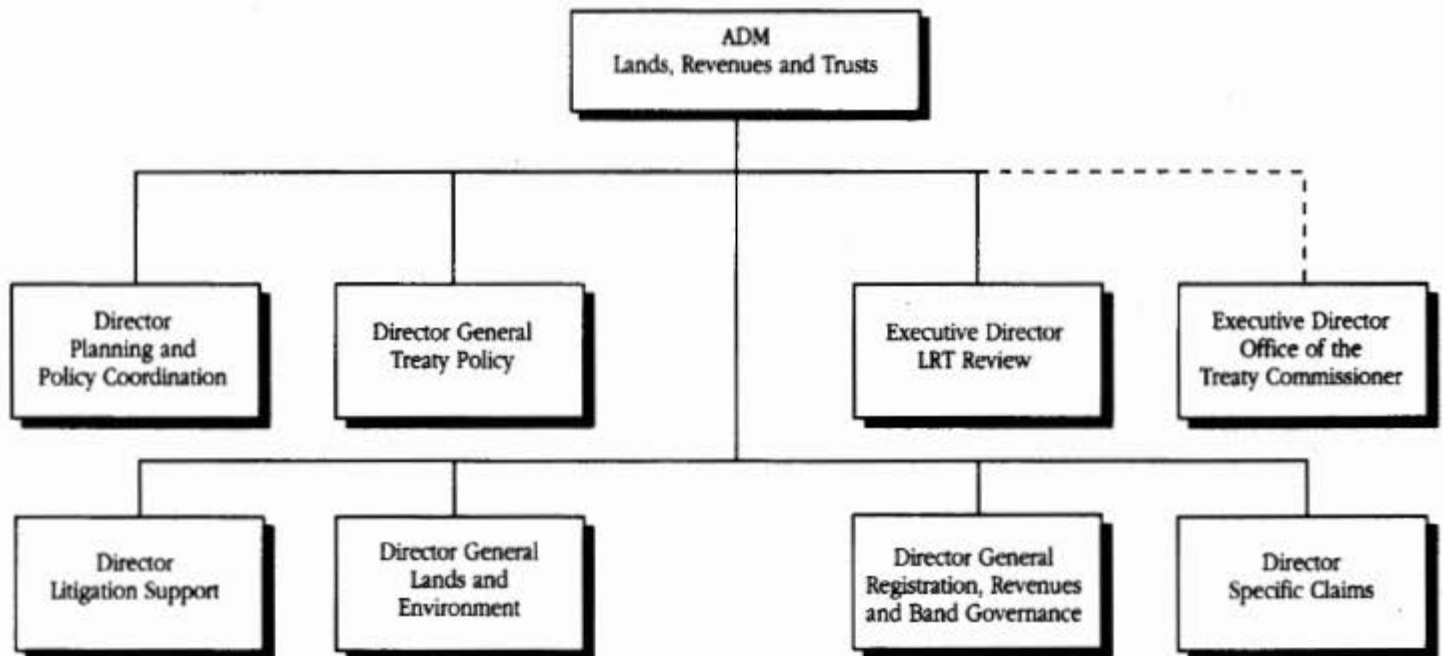 ADM
Lands, Revenues and Trusts
Director
Planning and
Policy Coordination
Director General
Treaty Policy
Executive Director
LRT Review
Executive Director
Office of the
Treaty Commissioner
Director
Litigation Support
Director General
Lands and
Environment
Director General
Registration, Revenues
and Band Governance
Director
Specific Claims